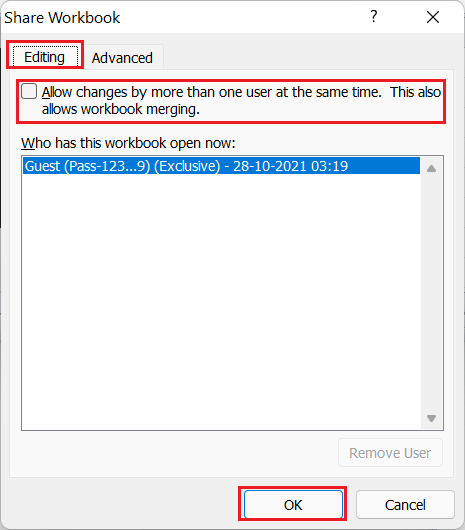 Share Workbook
?
Editing
Advanced
Allow changes by more than one user at the same time.  This also
allows workbook merging.
Who has this workbook open now:
Guest (Pass-123...9) (Exclusive) - 28-10-2021 03:19
Remove User
OK
Cancel